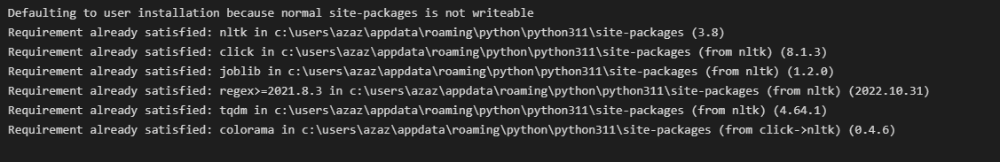 Defaulting to user installation because normal site-packages is not writeable
Requirement already satisfied: nltk in c:\users\azaz\appdata\roaming\python\python311\site-packages (3.8)
Requirement already satisfied: click in c:\users\azaz\appdata\roaming\python\python311\site-packages (from nltk) (8.1.3)
Requirement already satisfied: joblib in c:\users\azaz\appdata\roaming\python\python311\site-packages (from nltk) (1.2.0)
Requirement already satisfied: regex>=2021.8.3 in c:\users\azaz\appdata\roaming\python\python311\site-packages (from nltk) (2022.10.31)
Requirement already satisfied: tqdm in c:\users\azaz\appdata\roaming\python\python311\site-packages (from nltk) (4.64.1)
Requirement already satisfied: colorama in c:\users\azaz\appdata\roaming\python\python311\site-packages (from click->nltk) (0.4.6)